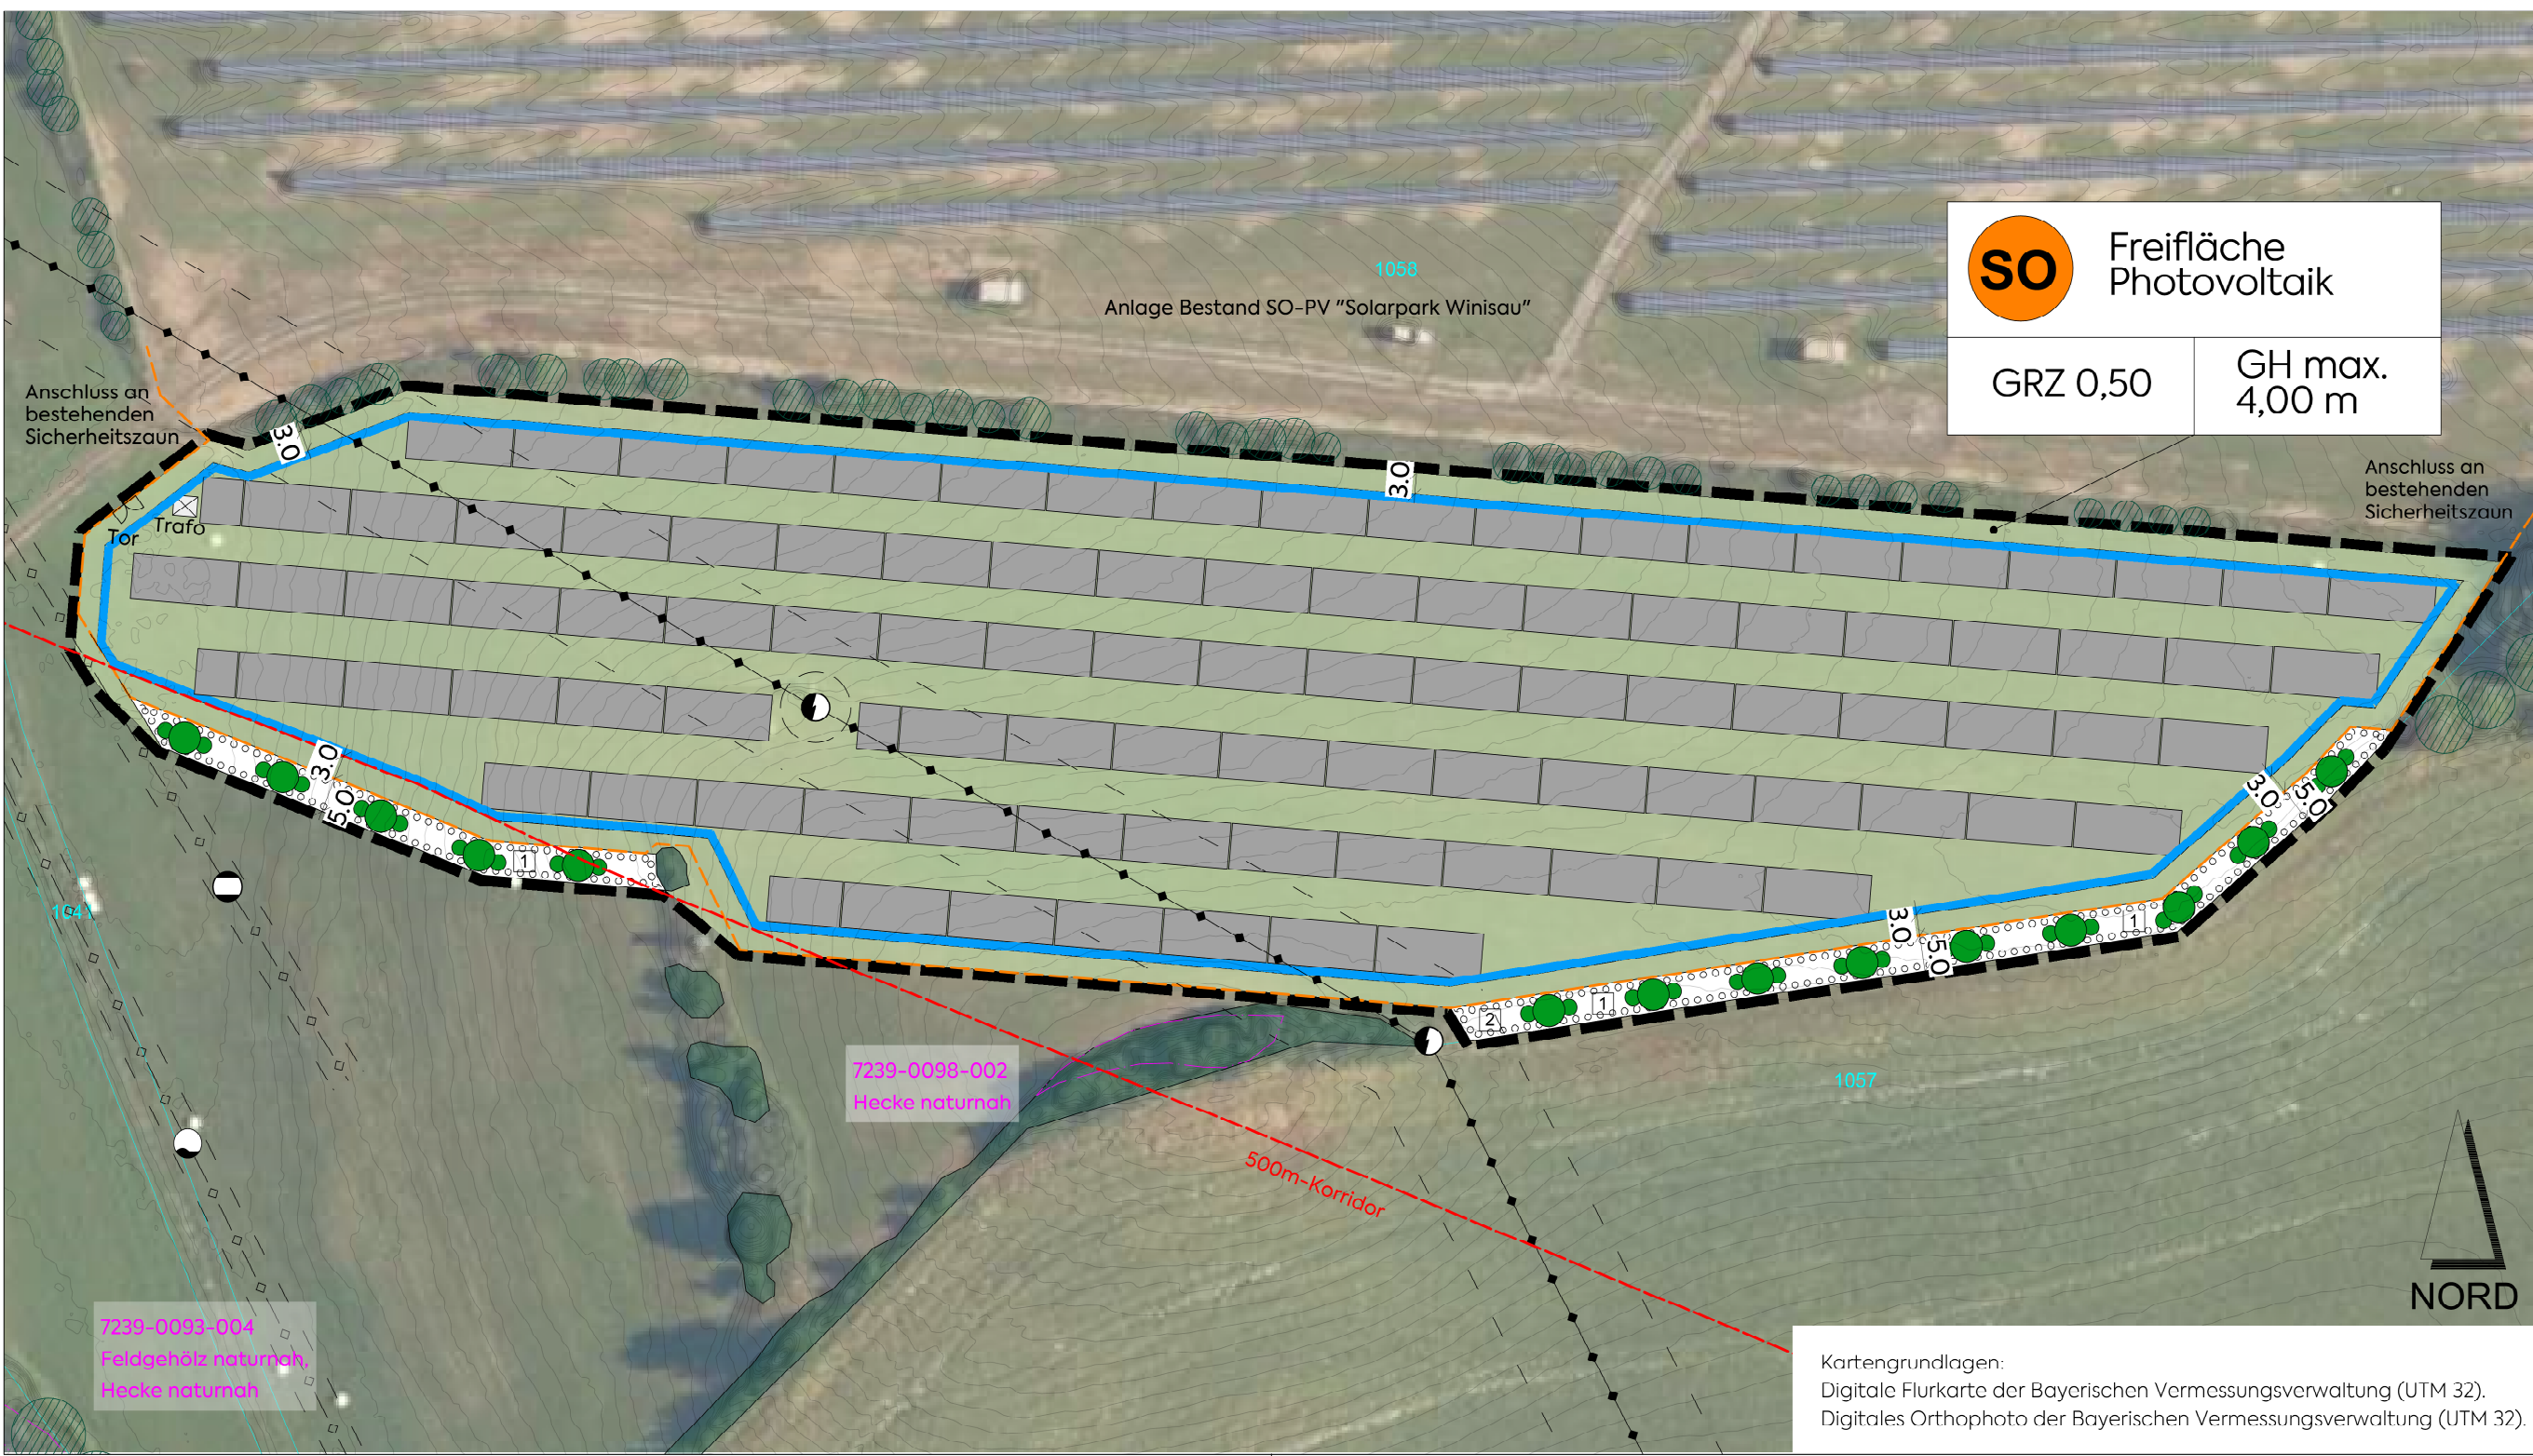 SO
Freifläche
Photovoltaik
GRZ 0,50
GH max.
4,00 m
1058
Anlage Bestand SO-PV "Solarpark Winisau"
Anschluss an
bestehenden
Sicherheitszaun
Anschluss an
bestehenden
Sicherheitszaun
3.0
3.0
Trafo
Tor
3.0
5.0
3.0
5.0
1
1041
3.0
5.0
1
1
2
7239-0098-002
Hecke naturnah
1057
500m-Korridor
7239-0093-004
Feldgehölz naturnah,
Hecke naturnah
NORD
Kartengrundlagen:
Digitale Flurkarte der Bayerischen Vermessungsverwaltung (UTM 32).
Digitales Orthophoto der Bayerischen Vermessungsverwaltung (UTM 32).